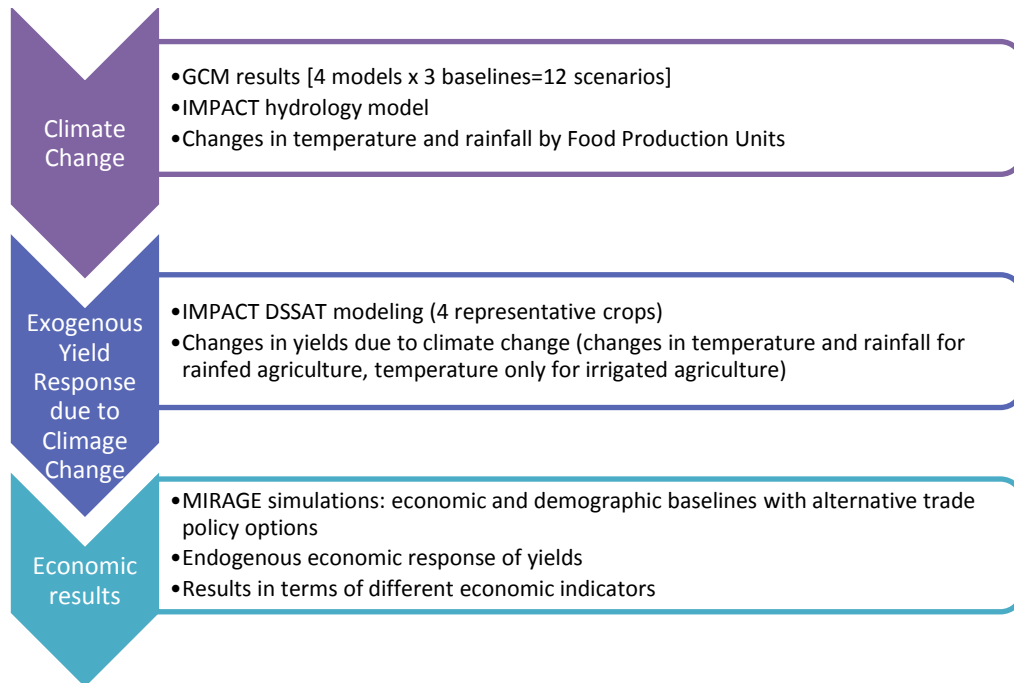 Climate
Change
•GCM results [4 models x 3 baselines=12 scenarios]
•IMPACT hydrology model
•Changes in temperature and rainfall by Food Production Units
Exogenous
Yield
Response
due to
Climage
Change
•IMPACT DSSAT modeling (4 representative crops)
•Changes in yields due to climate change (changes in temperature and rainfall for
rainfed agriculture, temperature only for irrigated agriculture)
Economic
results
•MIRAGE simulations: economic and demographic baselines with alternative trade
policy options
•Endogenous economic response of yields
•Results in terms of different economic indicators